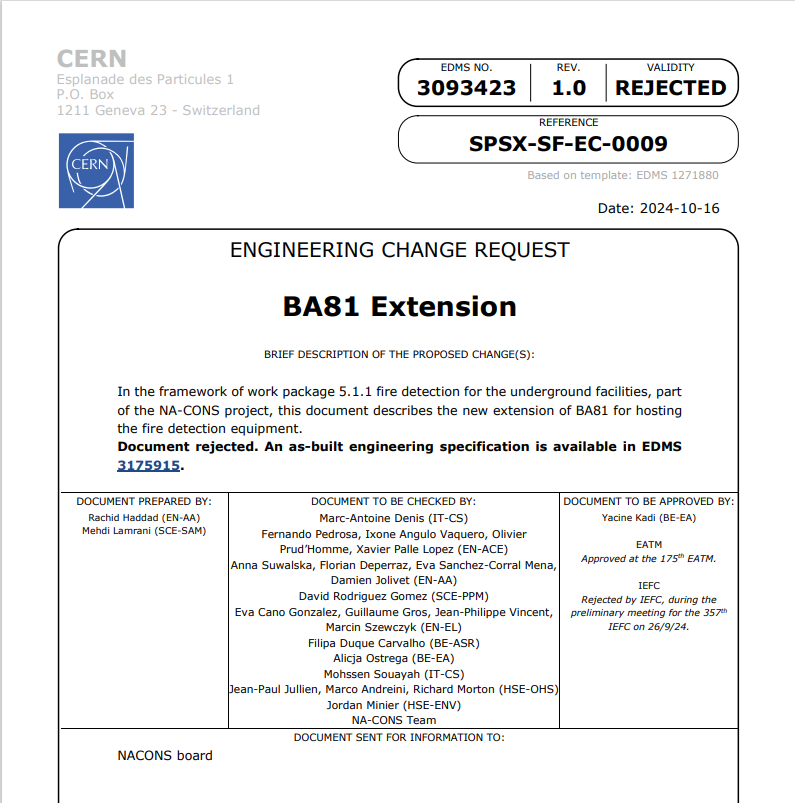 CERN
Esplanade des Particules 1
P.O. Box
1211 Geneva 23 - Switzerland
CERN
EDMS NO.
REV.
VALIDITY
3093423
1.0
REJECTED
REFERENCE
SPSX-SF-EC-0009
Based on template: EDMS 1271880
Date: 2024-10-16
ENGINEERING CHANGE REQUEST
BA81 Extension
BRIEF DESCRIPTION OF THE PROPOSED CHANGE(S):
In the framework of work package 5.1.1 fire detection for the underground facilities, part
of the NA-CONS project, this document describes the new extension of BA81 for hosting
the fire detection equipment.
Document rejected. An as-built engineering specification is available in EDMS
3175915.
DOCUMENT PREPARED BY:
Rachid Haddad (EN-AA)
Mehdi Lamrani (SCE-SAM)
DOCUMENT TO BE CHECKED BY:
Marc-Antoine Denis (IT-CS)
Fernando Pedrosa, Ixone Angulo Vaquero, Olivier
Prud'Homme, Xavier Palle Lopez (EN-ACE)
Anna Suwalska, Florian Deperraz, Eva Sanchez-Corral Mena,
Damien Jolivet (EN-AA)
David Rodriguez Gomez (SCE-PPM)
Eva Cano Gonzalez, Guillaume Gros, Jean-Philippe Vincent,
Marcin Szewczyk (EN-EL)
Filipa Duque Carvalho (BE-ASR)
Alicja Ostrega (BE-EA)
Mohssen Souayah (IT-CS)
Jean-Paul Jullien, Marco Andreini, Richard Morton (HSE-OHS)
Jordan Minier (HSE-ENV)
NA-CONS Team
DOCUMENT TO BE APPROVED BY:
Yacine Kadi (BE-EA)
EATM
Approved at the 175th EATM.
IEFC
Rejected by IEFC, during the
preliminary meeting for the 357th
IEFC on 26/9/24.
DOCUMENT SENT FOR INFORMATION TO:
NACONS board